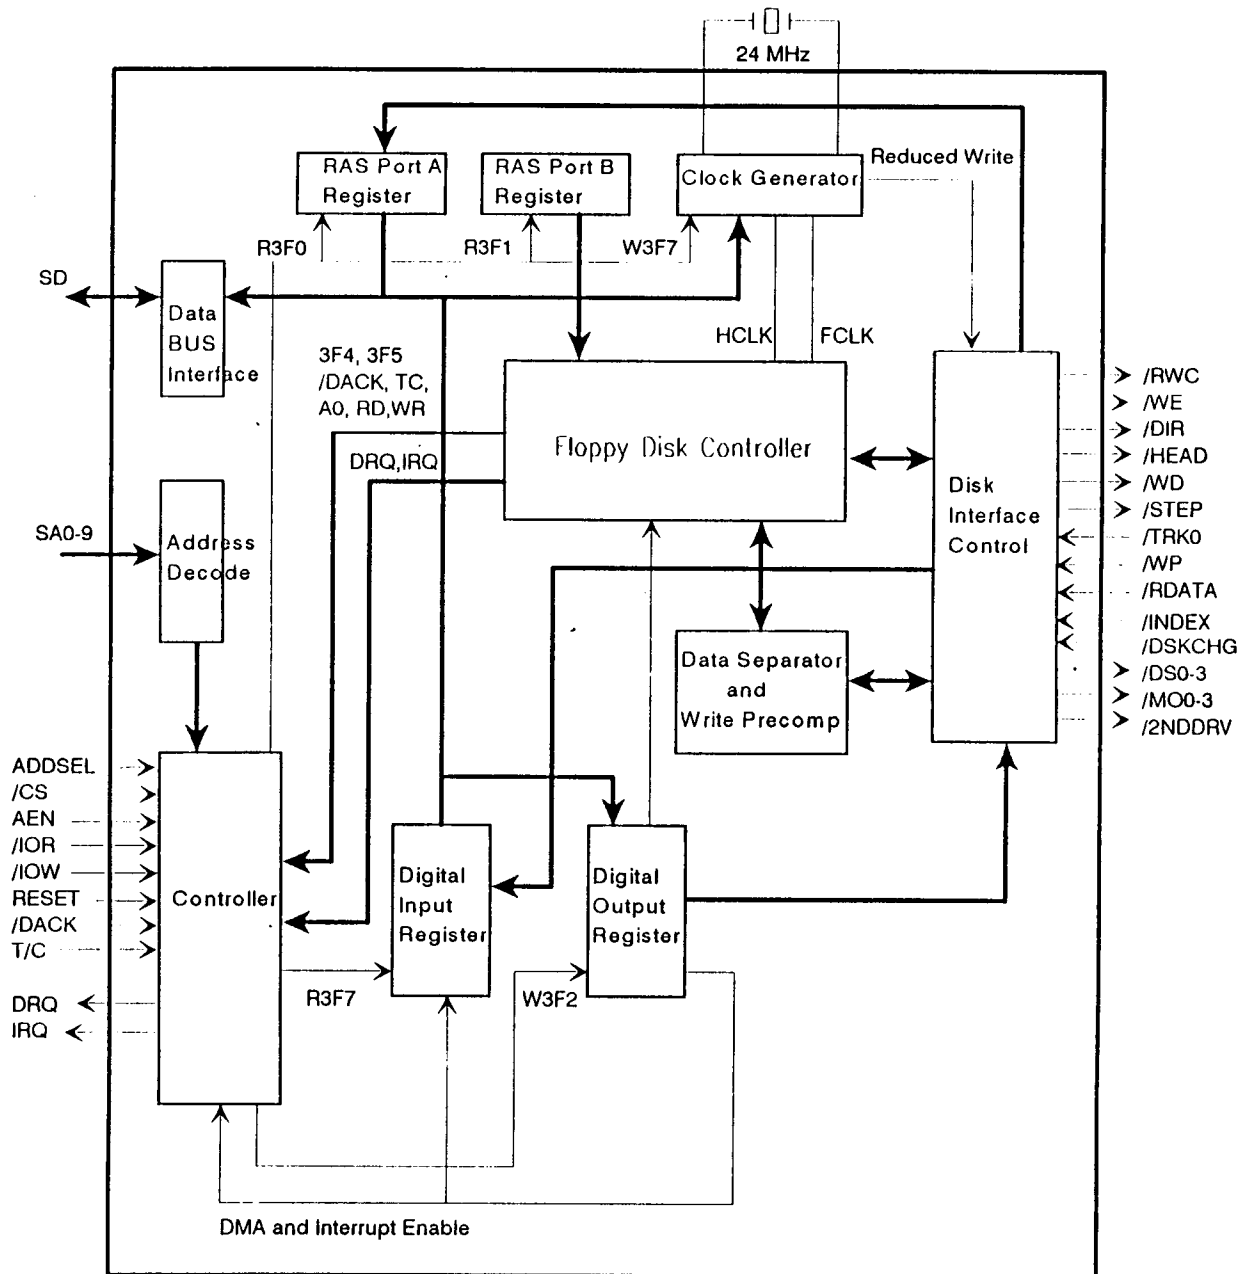 24 MHz
RAS Port A
Register
RAS Port B
Register
Clock Generator
Reduced Write
R3F0
R3F1
W3F7
SD
Data
BUS
Interface
HCLK
FCLK
3F4, 3F5
/DACK, TC,
A0, RD,WR
DRQ,IRQ
Floppy Disk Controller
Disk
Interface
Control
/RWC
/WE
/DIR
/HEAD
/WD
/STEP
/TRK0
/WP
/RDATA
/INDEX
/DSKCHG
/DS0-3
/MO0-3
/2NDDRV
SA0-9
Address
Decode
Data Separator
and
Write Precomp
ADDSEL
/CS
AEN
/IOR
/IOW
RESET
/DACK
T/C
DRQ
IRQ
Controller
Digital
Input
Register
Digital
Output
Register
R3F7
W3F2
DMA and Interrupt Enable